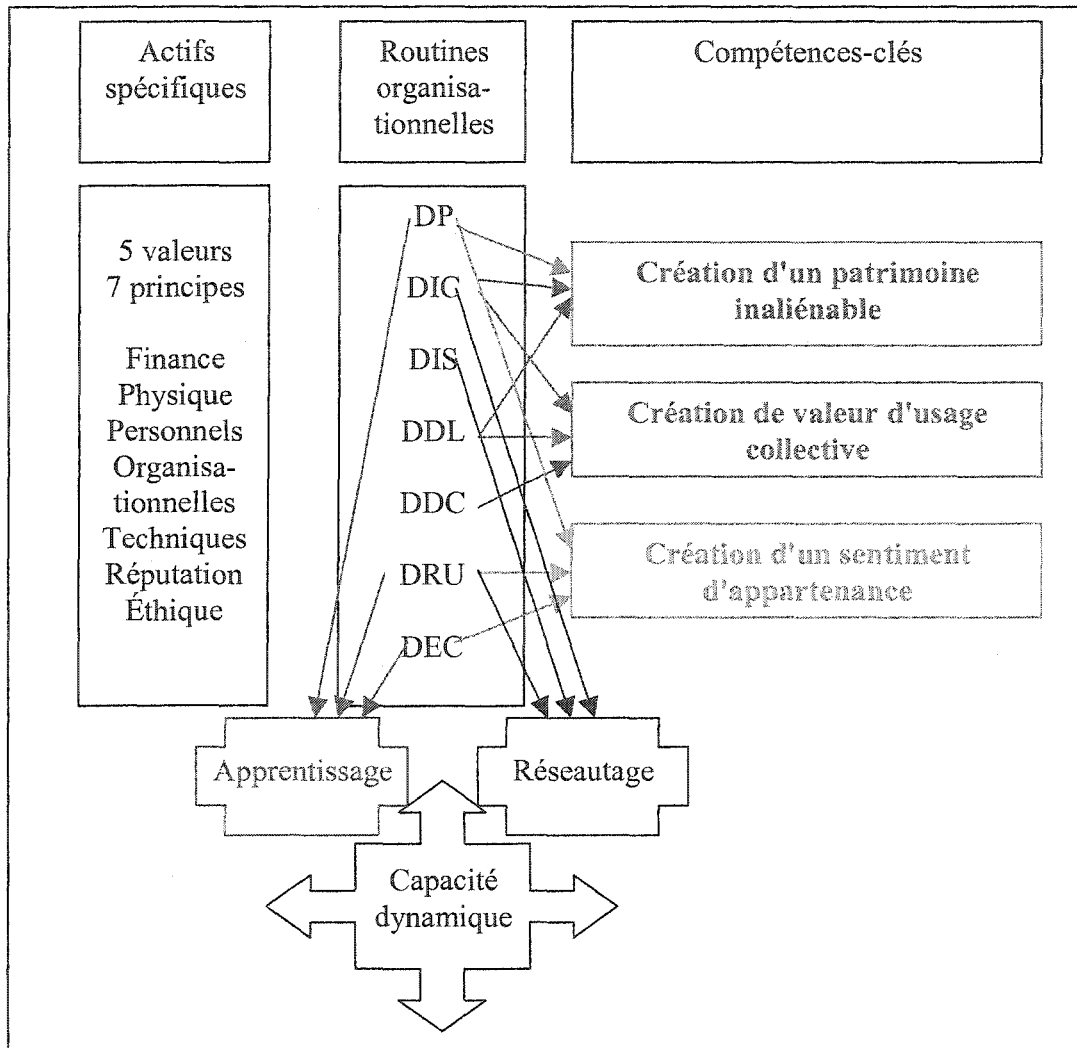 Actifs
spécifiques
Routines
organisa-
tionnelles
Compétences-clés
5 valeurs
7 principes
Finance
Physique
Personnels
Organisa-
tionnelles
Techniques
Réputation
Éthique
DP
DIC
DIS
DDL
DDC
DRU
DEC
Création d'un patrimoine
inaliénable
Création de valeur d'usage
collective
Création d'un sentiment
d'appartenance
Apprentissage
Réseautage
Capacité
dynamique